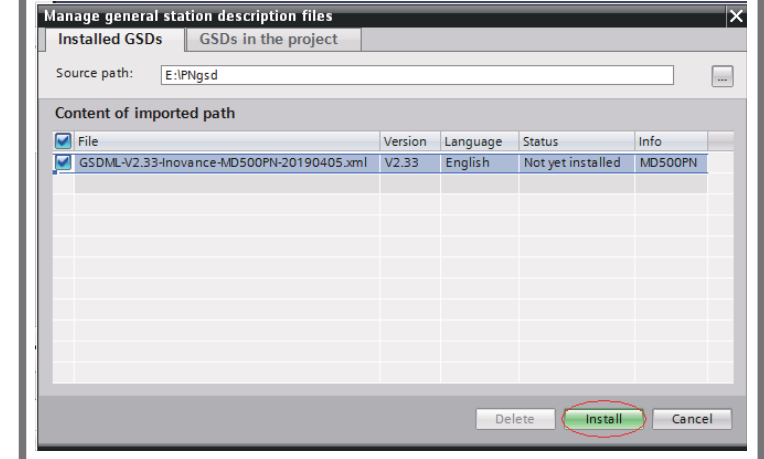 Manage general station description files
Installed GSDs GSDs in the project
Source path: E:\PNgsd ...
Content of imported path
File Version Language Status Info
GSDML-V2.33-Inovance-MD500PN-20190405.xml V2.33 English Not yet installed MD500PN
Delete Install Cancel